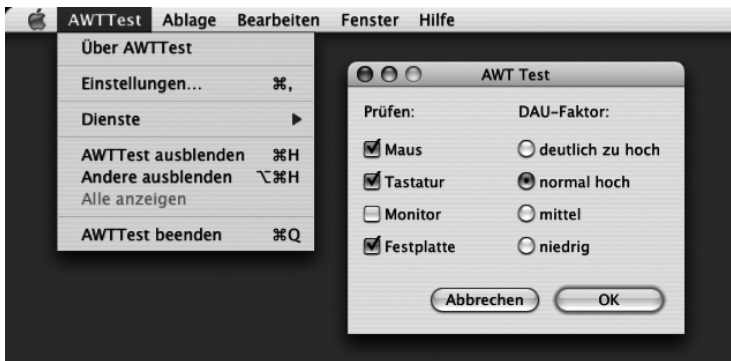 AWTTest Ablage Bearbeiten Fenster Hilfe
Über AWTTest
Einstellungen... ⌘,
Dienste ▶
AWTTest ausblenden ⌘H
Andere ausblenden ⌥⌘H
Alle anzeigen
AWTTest beenden ⌘Q
AWT Test
Prüfen: DAU-Faktor:
Maus deutlich zu hoch
Tastatur normal hoch
Monitor mittel
Festplatte niedrig
Abbrechen OK